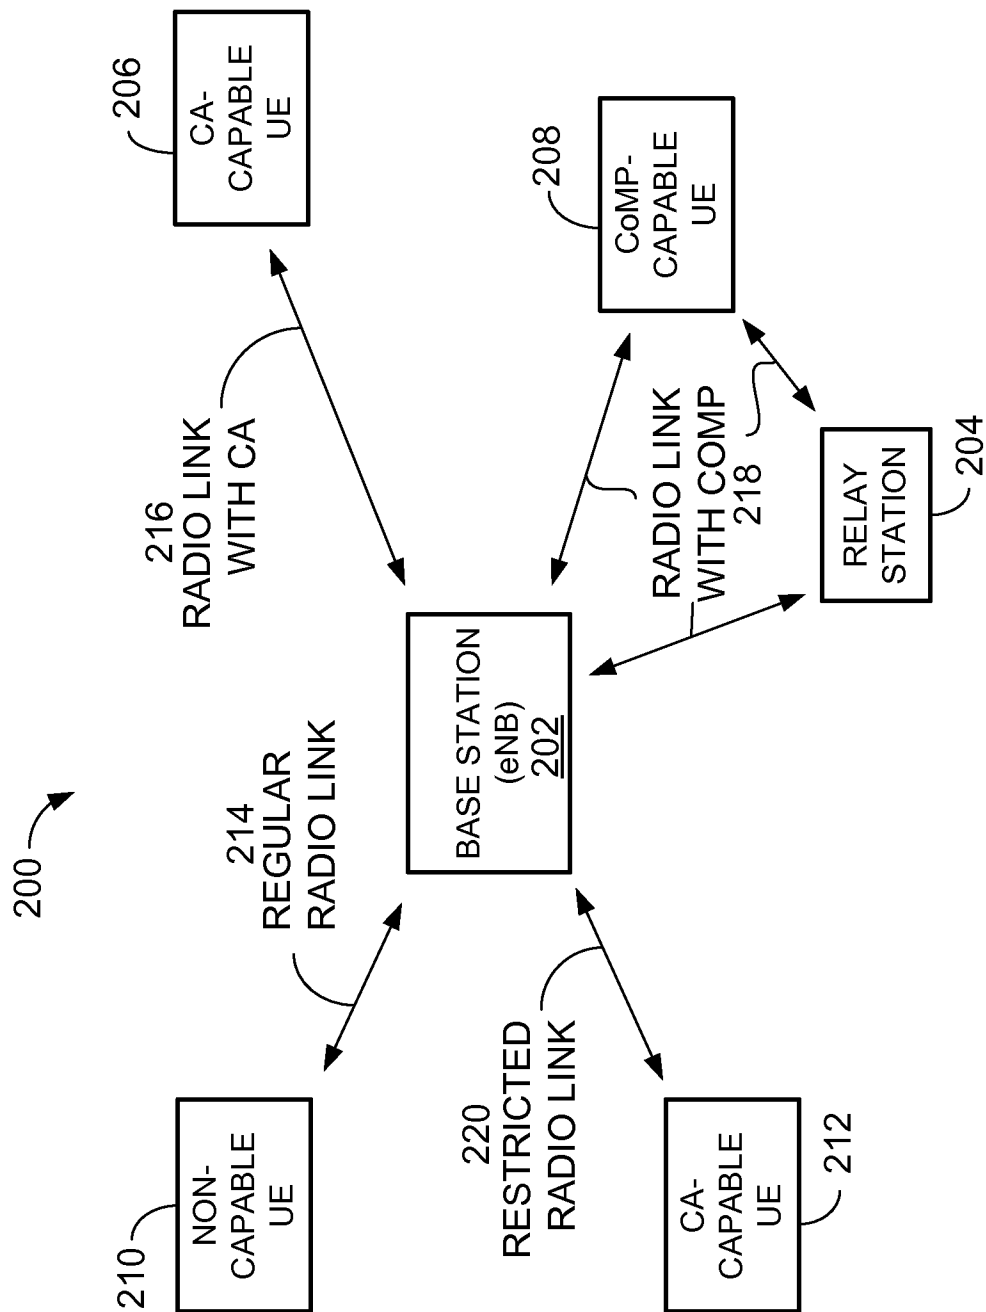 200
210
NON-
CAPABLE
UE
214
REGULAR
RADIO LINK
216
RADIO LINK
WITH CA
206
CA-
CAPABLE
UE
BASE STATION
(eNB)
202
220
RESTRICTED
RADIO LINK
CA-
CAPABLE
UE
212
RADIO LINK
WITH COMP
218
208
CoMP-
CAPABLE
UE
RELAY
STATION
204